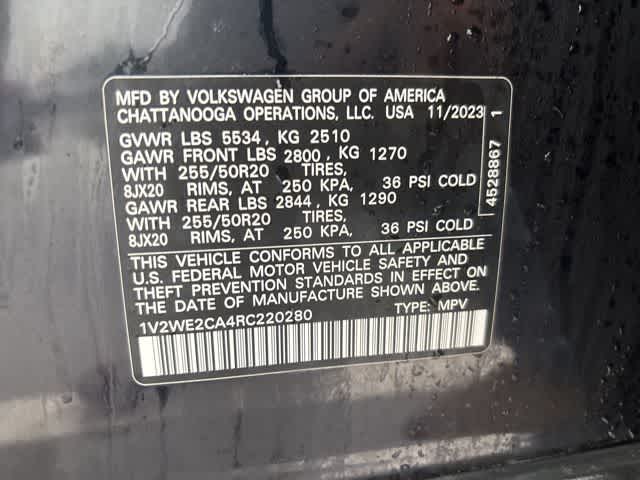 MFD BY VOLKSWAGEN GROUP OF AMERICA
CHATTANOOGA OPERATIONS, LLC. USA 11/2023
GVWR LBS 5534, KG 2510
GAWR FRONT LBS 2800, KG 1270
WITH 255/50R20 TIRES,
8JX20 RIMS, AT 250 KPA, 36 PSI COLD
GAWR REAR LBS 2844, KG 1290
WITH 255/50R20 TIRES,
8JX20 RIMS, AT 250 KPA, 36 PSI COLD
THIS VEHICLE CONFORMS TO ALL APPLICABLE
U.S. FEDERAL MOTOR VEHICLE SAFETY AND
THEFT PREVENTION STANDARDS IN EFFECT ON
THE DATE OF MANUFACTURE SHOWN ABOVE.
1V2WE2CA4RC220280 TYPE: MPV
4528867 1